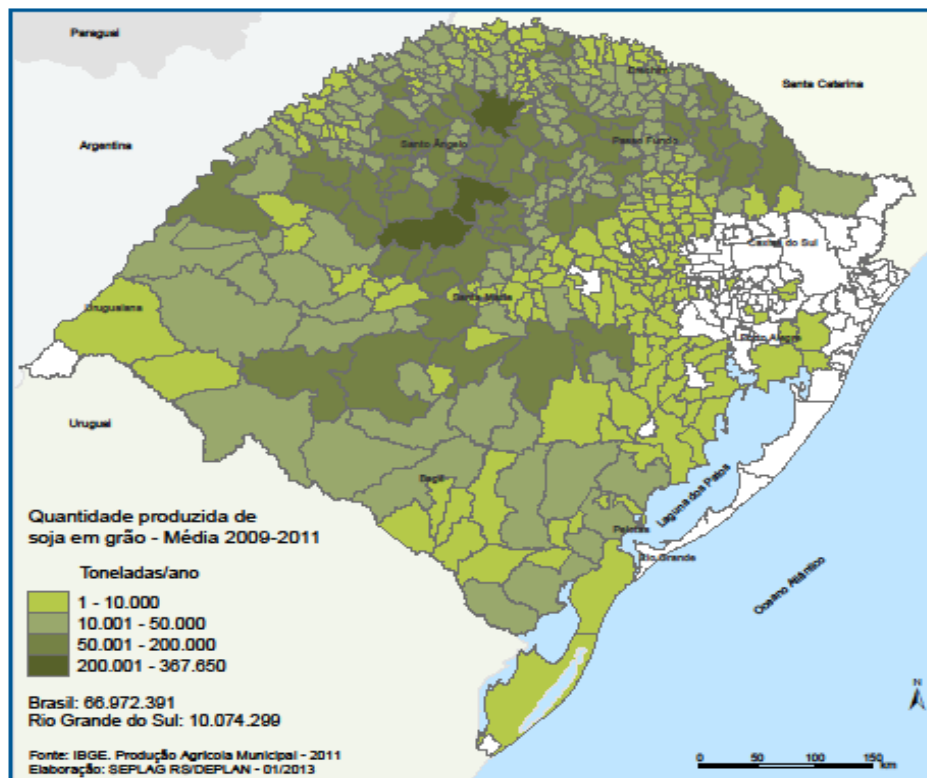 Paraguai
Santa Catarina
Argentina
Erechim
Santo Ângelo
Passo Fundo
Caxias do Sul
Santa Maria
Uruguaiana
Porto Alegre
Uruguai
Bagé
Laguna dos Patos
Pelotas
Rio Grande
Oceano Atlântico
Quantidade produzida de
soja em grão - Média 2009-2011
Toneladas/ano
1 - 10.000
10.001 - 50.000
50.001 - 200.000
200.001 - 367.650
Brasil: 66.972.391
Rio Grande do Sul: 10.074.299
Fonte: IBGE. Produção Agrícola Municipal - 2011
Elaboração: SEPLAG RS/DEPLAN - 01/2013
N
0 50 100 150
km